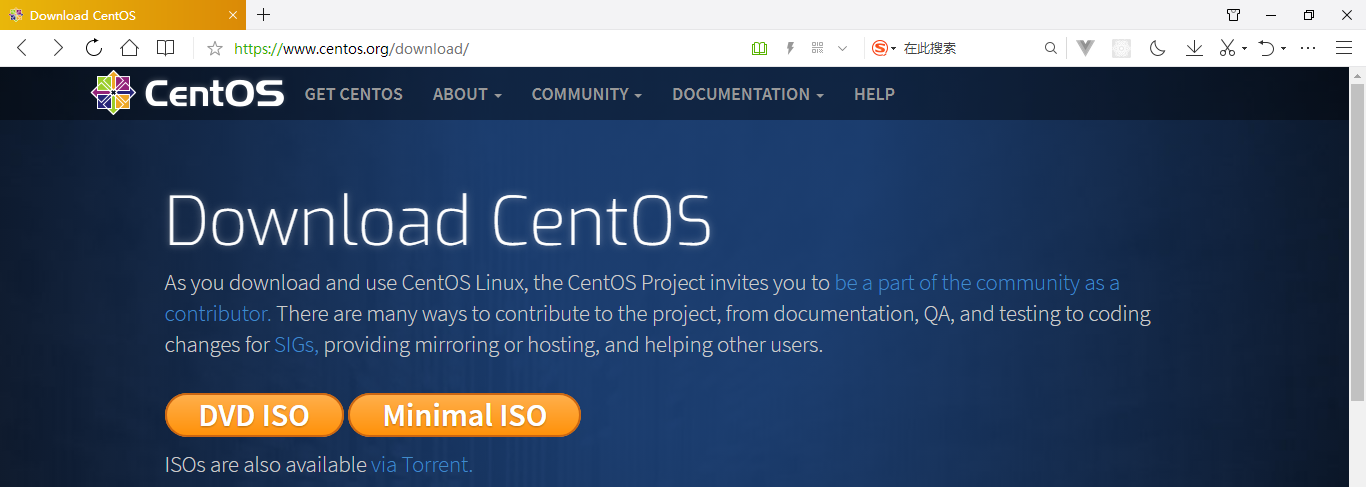 Download CentOS
https://www.centos.org/download/
在此搜索
CentOS GET CENTOS ABOUT COMMUNITY DOCUMENTATION HELP
Download CentOS
As you download and use CentOS Linux, the CentOS Project invites you to be a part of the community as a
contributor. There are many ways to contribute to the project, from documentation, QA, and testing to coding
changes for SIGs, providing mirroring or hosting, and helping other users.
DVD ISO Minimal ISO
ISOs are also available via Torrent.